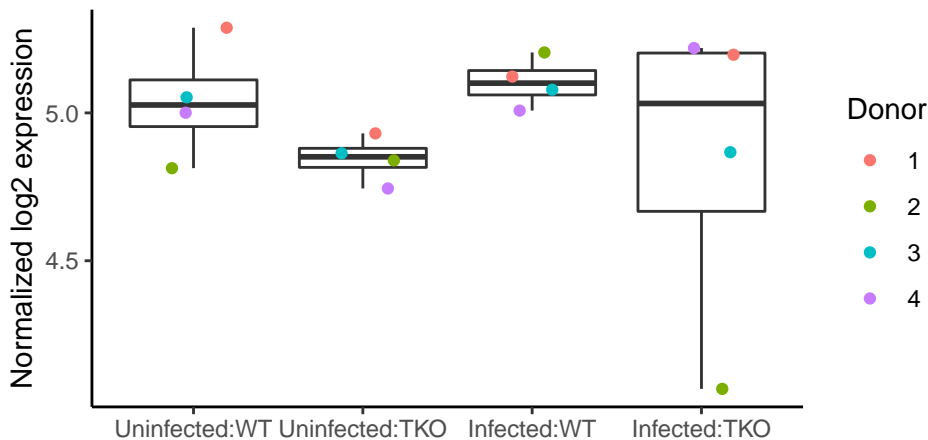 Normalized log2 expression
5.0
4.5
Uninfected:WT
Uninfected:TKO
Infected:WT
Infected:TKO
Donor
1
2
3
4